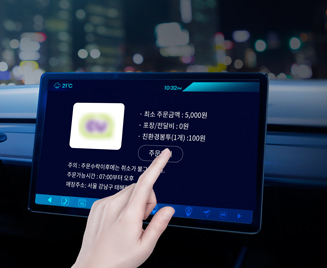 21℃
10:32
· 최소 주문금액 : 5,000원
· 포장/전달비 : 0원
· 친환경봉투(1개) :100원
주문
주의 : 주문수락이후에는 취소가 불
주문가능시간 : 07:00부터 오후
매장주소: 서울 강남구